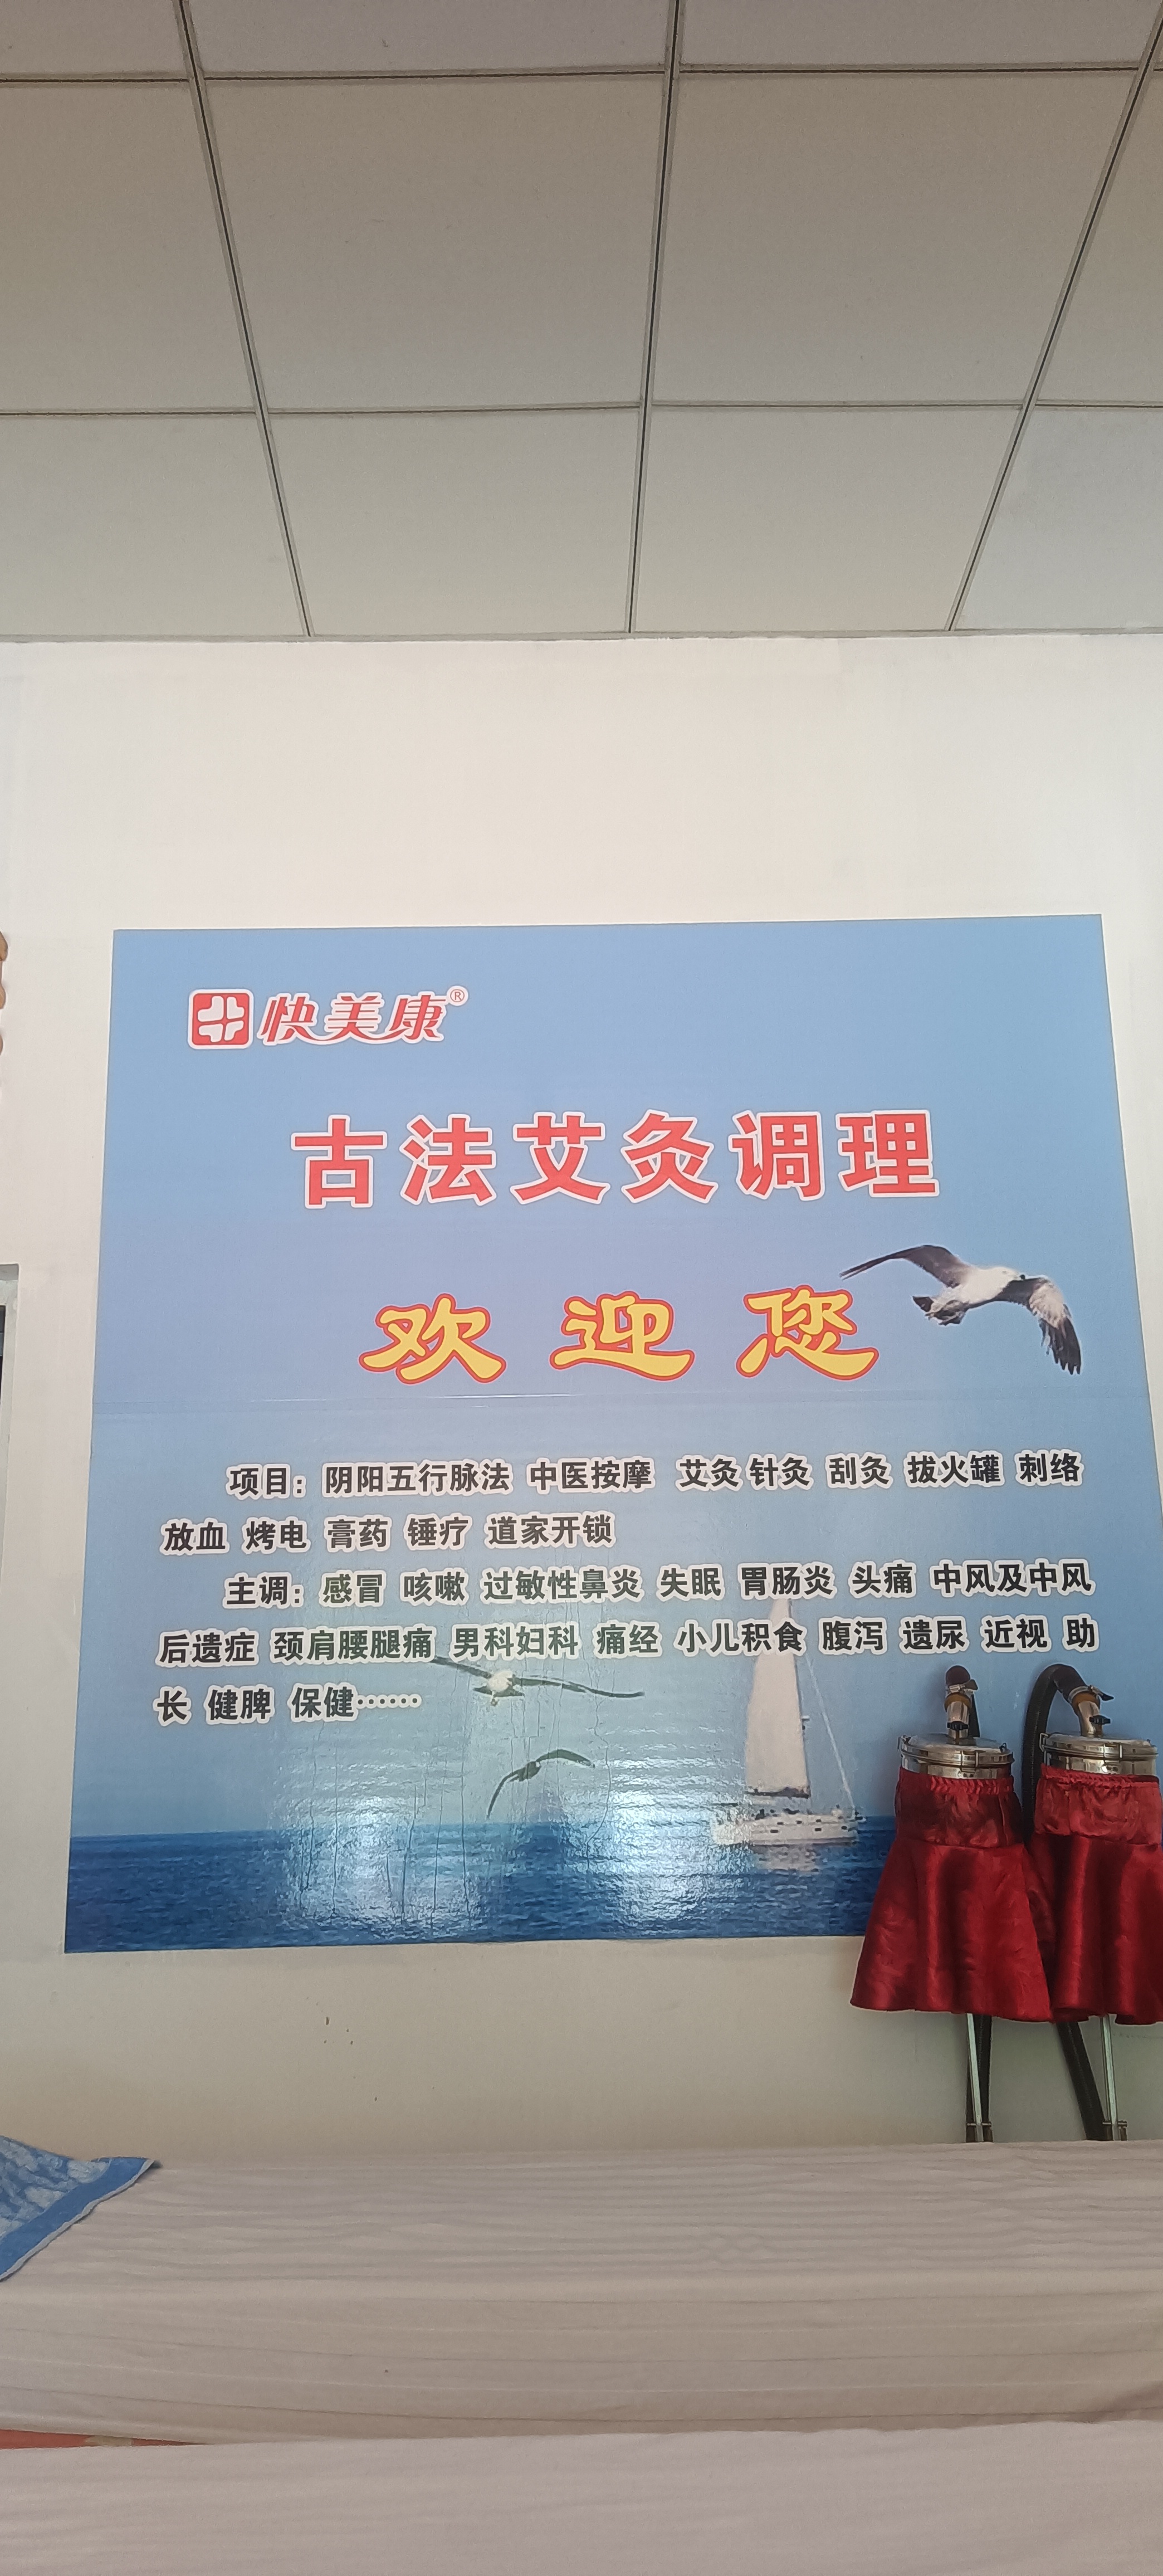 快美康®
古法艾灸调理
欢迎您
项目：阴阳五行脉法 中医按摩 艾灸 针灸 刮灸 拔火罐 刺络
放血 烤电 膏药 锤疗 道家开锁
主调：感冒 咳嗽 过敏性鼻炎 失眠 胃肠炎 头痛 中风及中风
后遗症 颈肩腰腿痛 男科妇科 痛经 小儿积食 腹泻 遗尿 近视 助
长 健脾 保健……